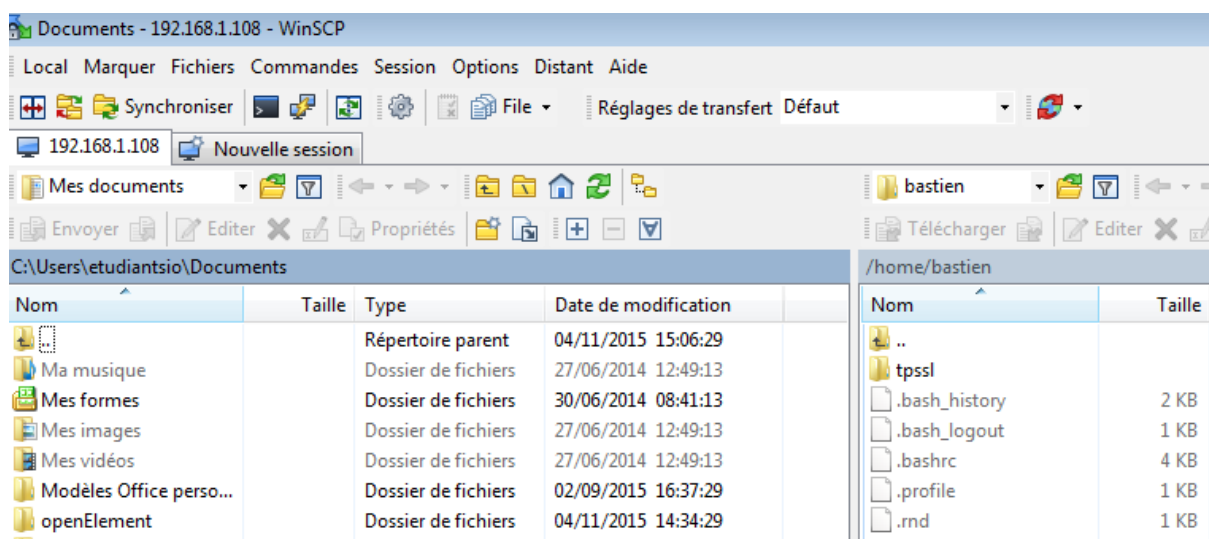 Documents - 192.168.1.108 - WinSCP
Local Marquer Fichiers Commandes Session Options Distant Aide
Synchroniser File Réglages de transfert Défaut
192.168.1.108 Nouvelle session
Mes documents bastien
Envoyer Editer Propriétés Télécharger Editer
C:\Users\etudiantsio\Documents /home/bastien
Nom Taille Type Date de modification Nom Taille
.. Répertoire parent 04/11/2015 15:06:29 ..
Ma musique Dossier de fichiers 27/06/2014 12:49:13 tpssl
Mes formes Dossier de fichiers 30/06/2014 08:41:13 .bash_history 2 KB
Mes images Dossier de fichiers 27/06/2014 12:49:13 .bash_logout 1 KB
Mes vidéos Dossier de fichiers 27/06/2014 12:49:13 .bashrc 4 KB
Modèles Office perso... Dossier de fichiers 02/09/2015 16:37:29 .profile 1 KB
openElement Dossier de fichiers 04/11/2015 14:34:29 .rnd 1 KB